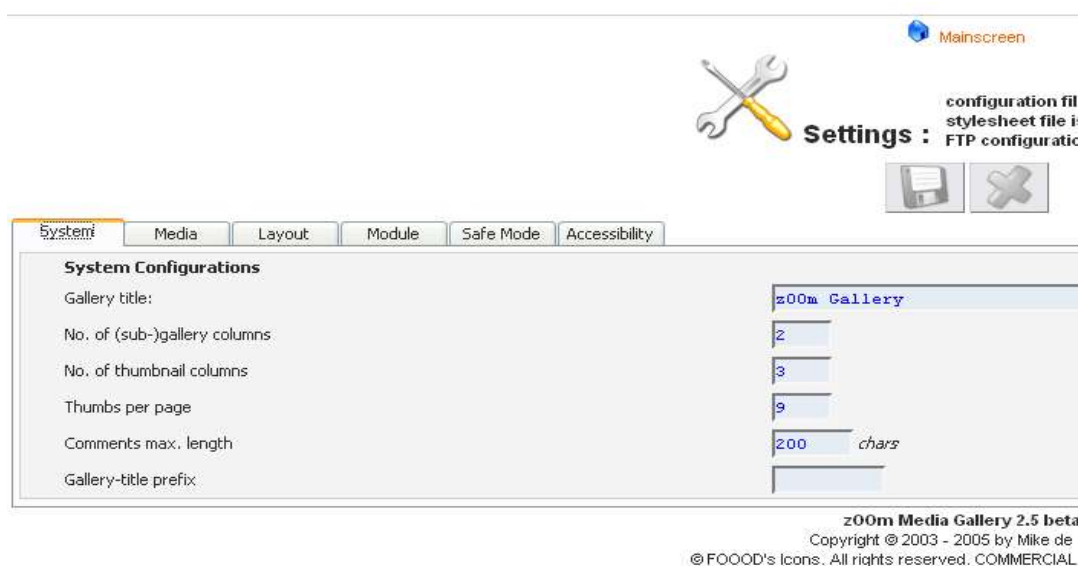 Mainscreen
configuration fil
stylesheet file i
Settings :
FTP configuratio
System Media Layout Module Safe Mode Accessibility
System Configurations
Gallery title: zOOm Gallery
No. of (sub-)gallery columns 2
No. of thumbnail columns 3
Thumbs per page 9
Comments max. length 200 chars
Gallery-title prefix
zOOm Media Gallery 2.5 beta
Copyright © 2003 - 2005 by Mike de
© FOOOD's Icons. All rights reserved. COMMERCIAL